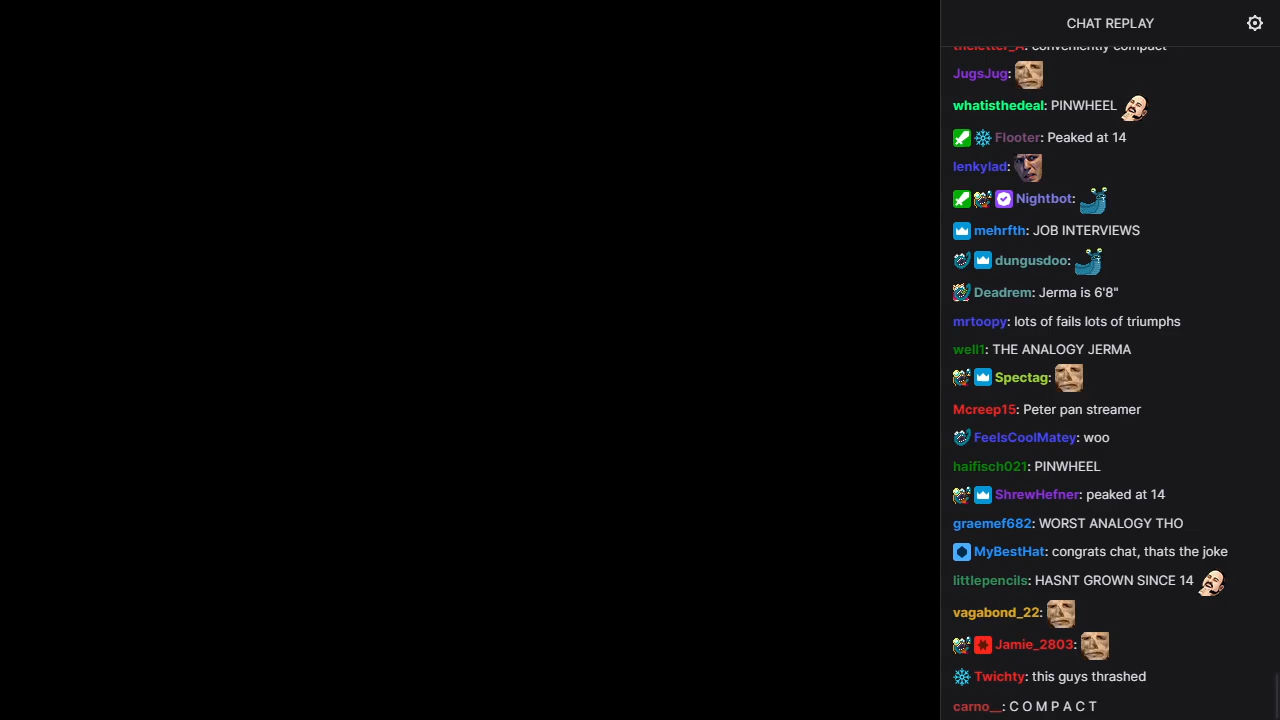 CHAT REPLAY
theletter_A: conveniently compact
JugsJug:
whatisthedeal: PINWHEEL
Flooter: Peaked at 14
lenkylad:
Nightbot:
mehrfth: JOB INTERVIEWS
dungusdoo:
Deadrem: Jerma is 6'8"
mrtoopy: lots of fails lots of triumphs
well1: THE ANALOGY JERMA
Spectag:
Mcreep15: Peter pan streamer
FeelsCoolMatey: woo
haifisch021: PINWHEEL
ShrewHefner: peaked at 14
graemef682: WORST ANALOGY THO
MyBestHat: congrats chat, thats the joke
littlepencils: HASNT GROWN SINCE 14
vagabond_22:
Jamie_2803:
Twichty: this guys thrashed
carno__: C O M P A C T